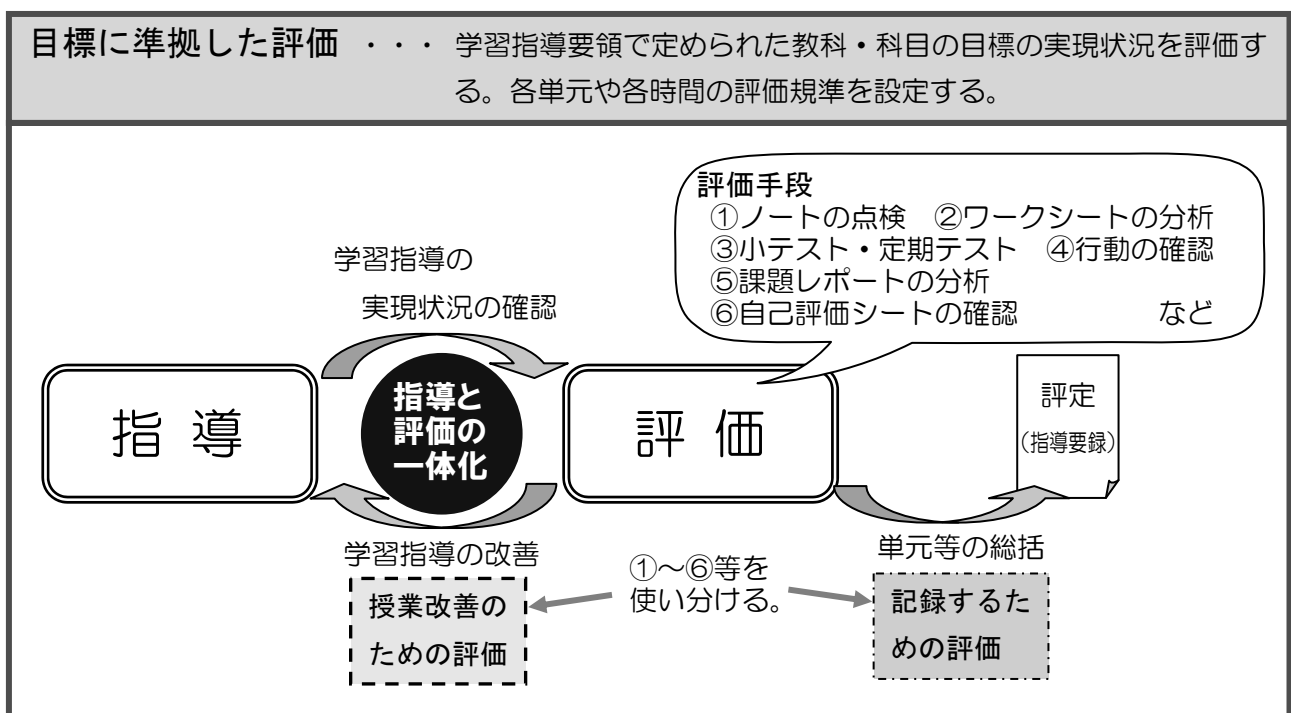 目標に準拠した評価 ・・・ 学習指導要領で定められた教科・科目の目標の実現状況を評価す
る。各単元や各時間の評価規準を設定する。
評価手段
①ノートの点検 ②ワークシートの分析
③小テスト・定期テスト ④行動の確認
⑤課題レポートの分析
⑥自己評価シートの確認 など
学習指導の
実現状況の確認
指導
指導と
評価の
一体化
評価
評定
(指導要録)
学習指導の改善
単元等の総括
①～⑥等を
使い分ける。
授業改善の
ための評価
記録するた
めの評価